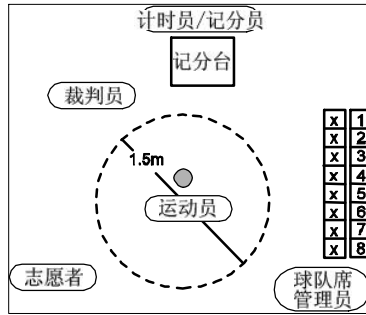 计时员/记分员
记分台
裁判员
1.5m
运动员
x 1
x 2
x 3
x 4
x 5
x 6
x 7
x 8
志愿者
球队席
管理员